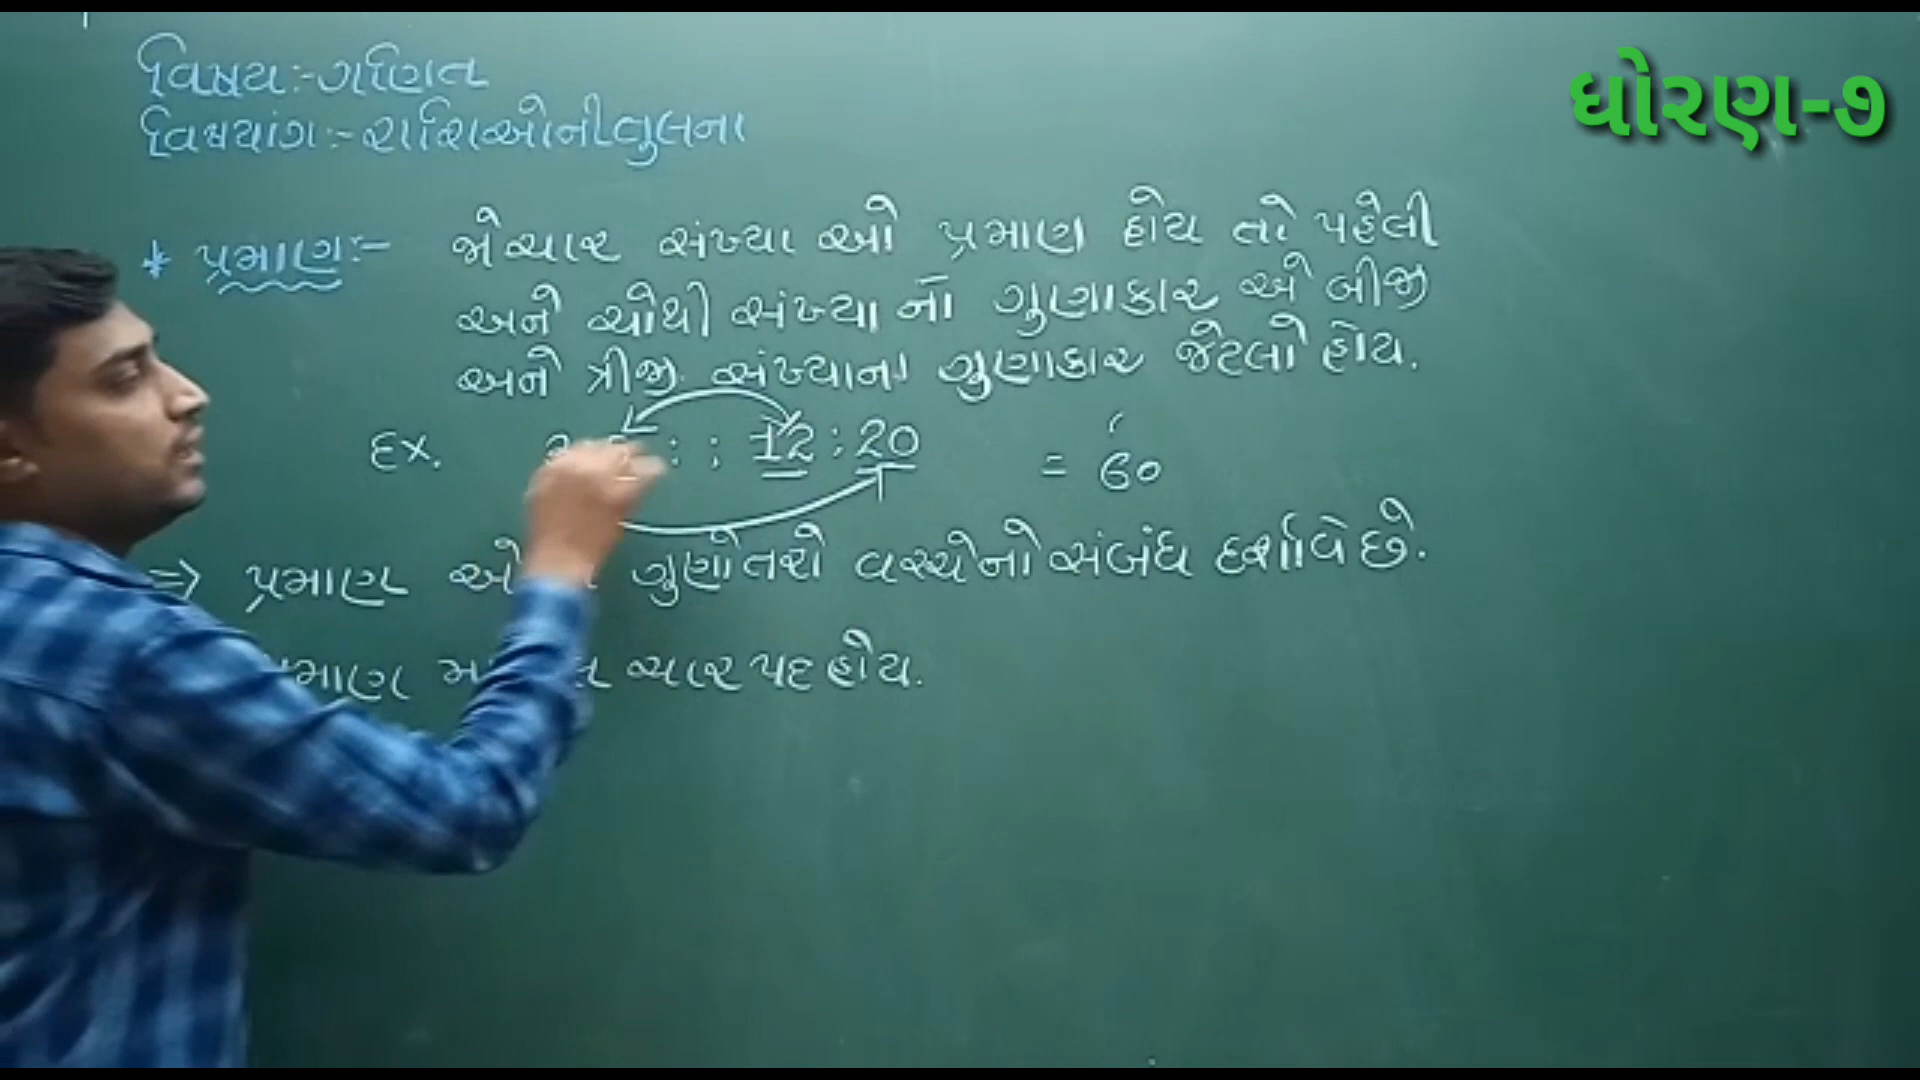 વિષય:-ગણિત
ધોરણ-૭
વિષયાંગ:-રાશિઓની તુલના
* પ્રમાણ:- જો ચાર સંખ્યા ઓ પ્રમાણ હોય તો પહેલી
અને ચોથી સંખ્યા નો ગુણાકાર એ બીજી
અને ત્રીજી સંખ્યાના ગુણાકાર જેટલો હોય.
Ex. : : 12 : 20 = 60
=> પ્રમાણ ગુણોતરો વચ્ચેનો સંબંધ દર્શાવે છે.
ચાર પદ હોય.